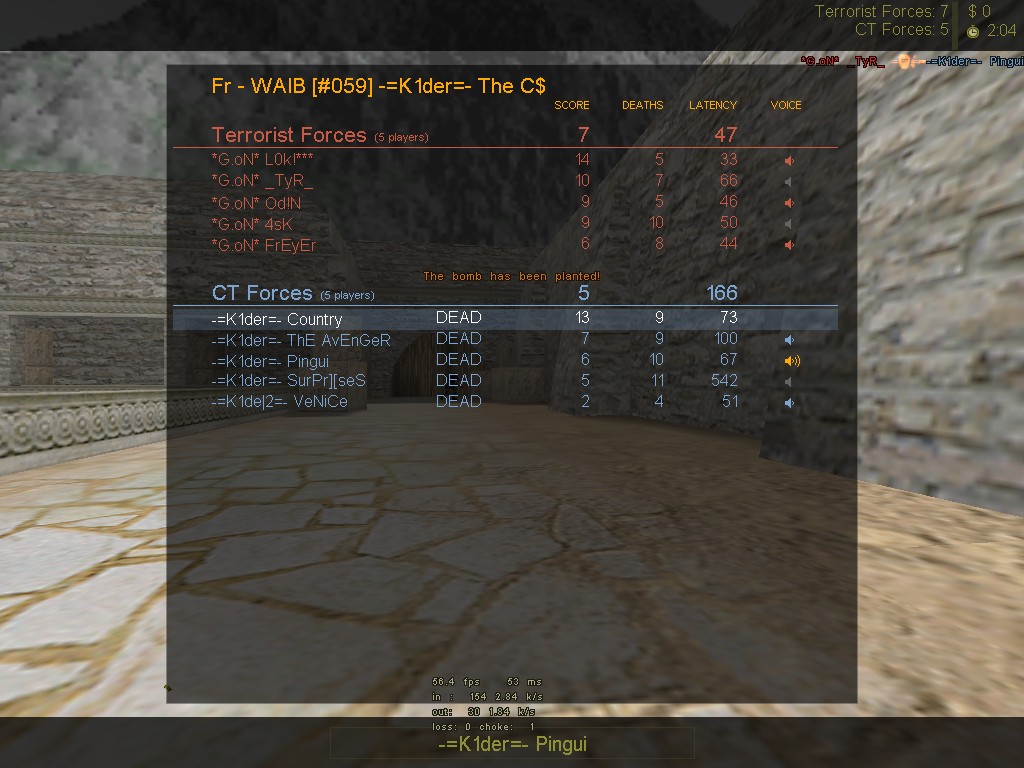 Terrorist Forces: 7 $ 0
CT Forces: 5 2:04
*G.oN* _TyR_ -=K1der=- Pingui
Fr - WAIB [#059] -=K1der=- The C$
SCORE DEATHS LATENCY VOICE
Terrorist Forces (5 players) 7 47
*G.oN* L0k!*** 14 5 33
*G.oN* _TyR_ 10 7 66
*G.oN* Od!N 9 5 46
*G.oN* 4sK 9 10 50
*G.oN* FrEyEr 6 8 44
The bomb has been planted!
CT Forces (5 players) 5 166
-=K1der=- Country DEAD 13 9 73
-=K1der=- ThE AvEnGeR DEAD 7 9 100
-=K1der=- Pingui DEAD 6 10 67
-=K1der=- SurPr][seS DEAD 5 11 542
-=K1de|2=- VeNiCe DEAD 2 4 51
56.4 fps 53 ms
in : 154 2.84 k/s
out: 30 1.84 k/s
loss: 0 choke: 1
-=K1der=- Pingui